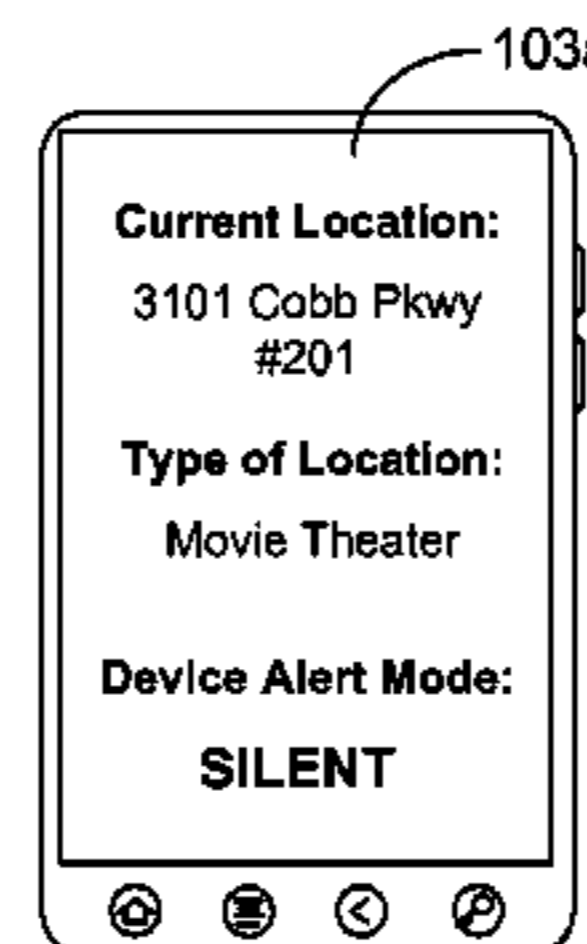 103a
Current Location:
3101 Cobb Pkwy
#201
Type of Location:
Movie Theater
Device Alert Mode:
SILENT